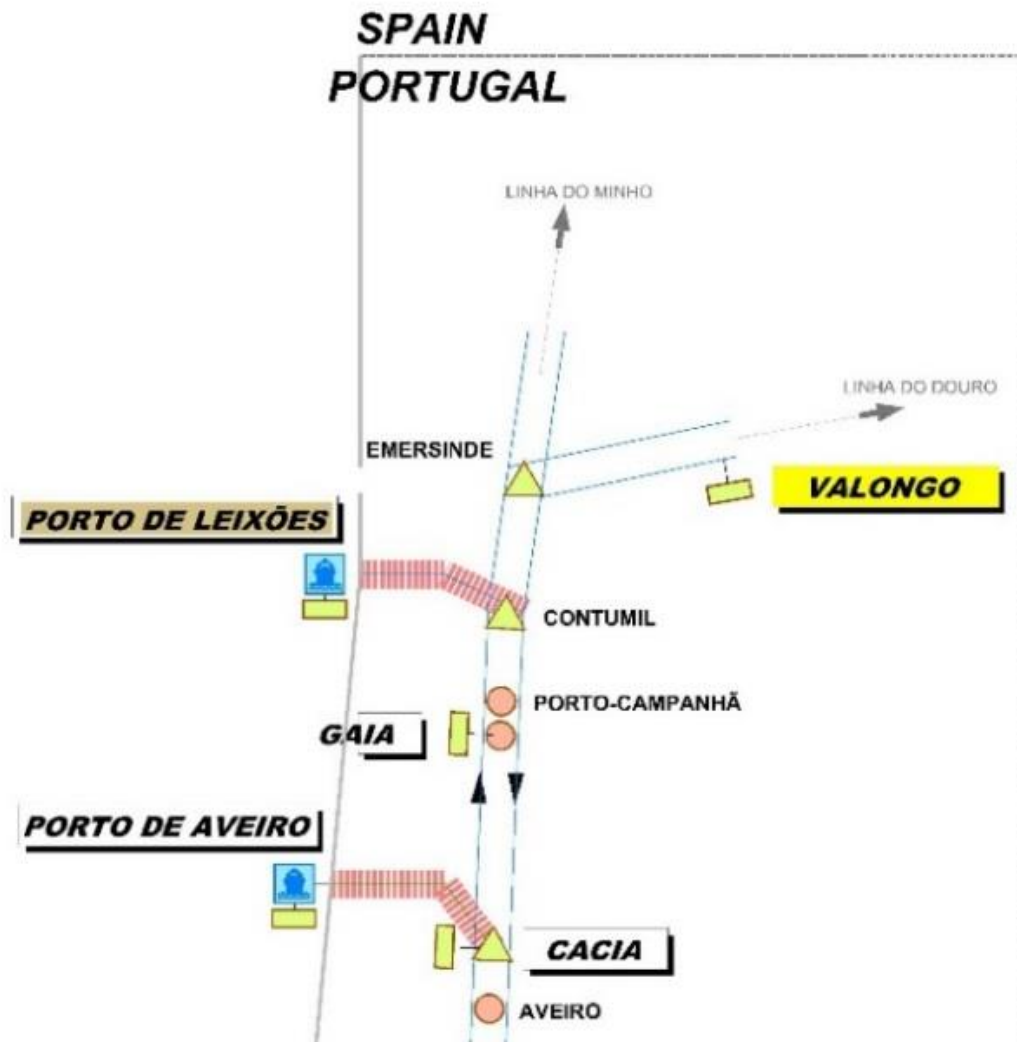 SPAIN
PORTUGAL
LINHA DO MINHO
LINHA DO DOURO
EMERSINDE
VALONGO
PORTO DE LEIXÕES
CONTUMIL
PORTO-CAMPANHÃ
GAIA
PORTO DE AVEIRO
CACIA
AVEIRO